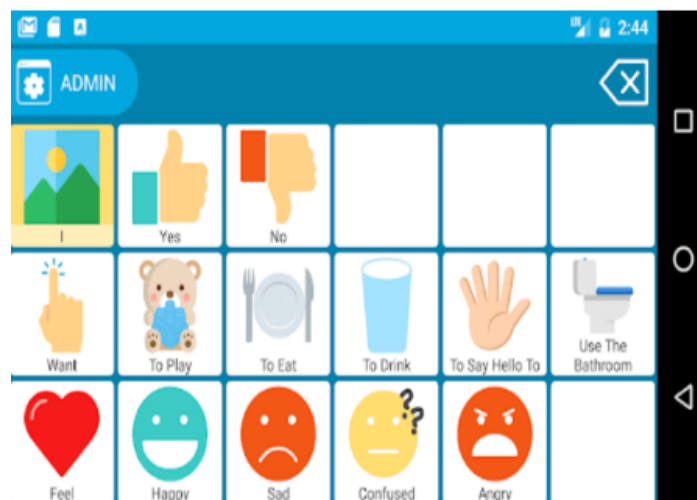 2:44
ADMIN
I
Yes
No
Want
To Play
To Eat
To Drink
To Say Hello To
Use The
Bathroom
Feel
Happy
Sad
Confused
Angry